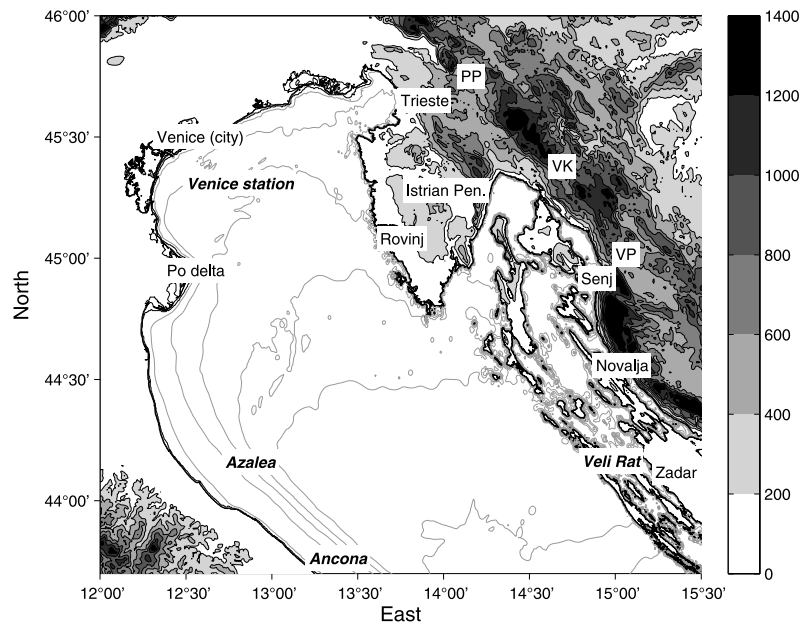 46°00'
1400
PP
Trieste
1200
45°30'
Venice (city)
VK
Venice station
Istrian Pen.
1000
Rovinj
45°00'
VP
800
Po delta
Senj
North
600
44°30'
Novalja
400
Azalea
Veli Rat
Zadar
200
44°00'
Ancona
0
12°00'
12°30'
13°00'
13°30'
14°00'
14°30'
15°00'
15°30'
East